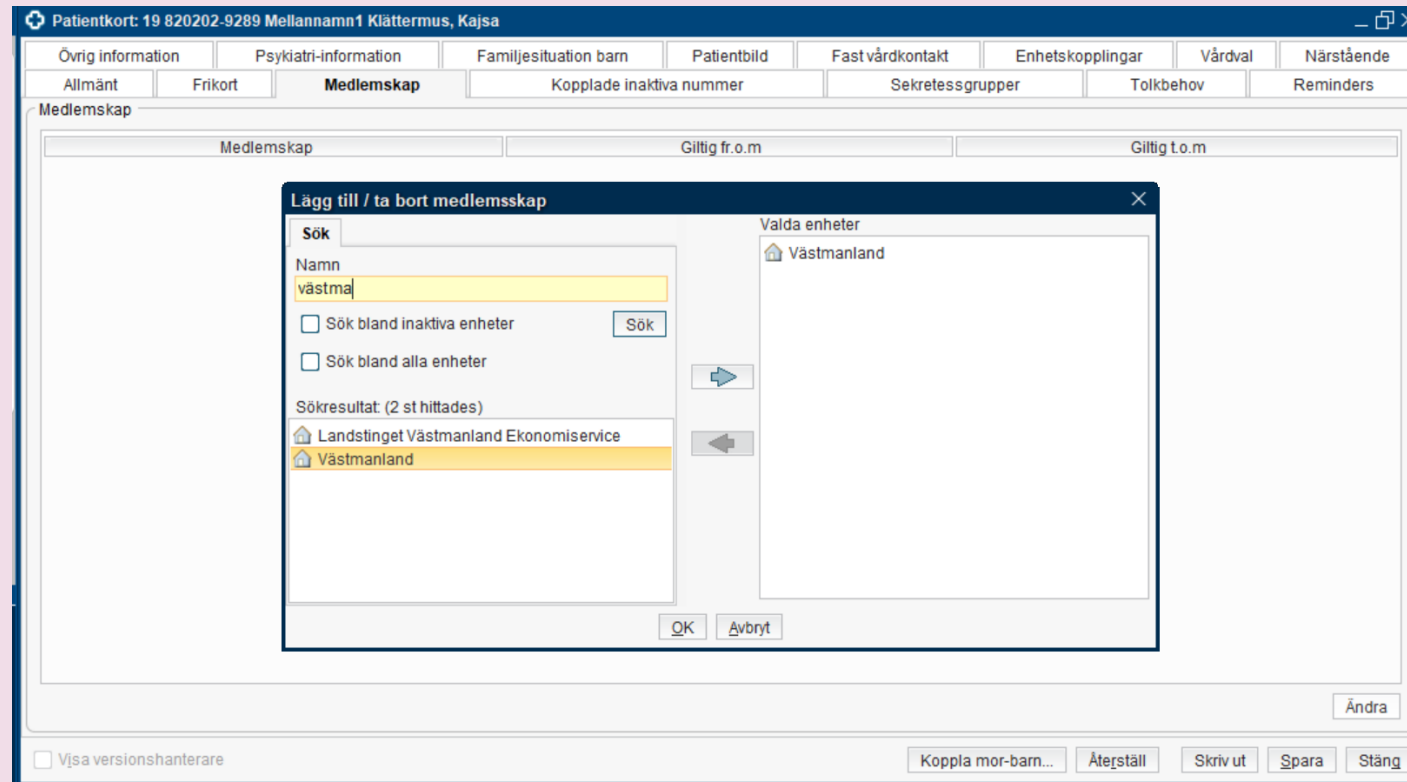 Patientkort: 19 820202-9289 Mellannamn1 Klättermus, Kajsa
Övrig information Psykiatri-information Familjesituation barn Patientbild Fast vårdkontakt Enhetskopplingar Vårdval Närstående
Allmänt Frikort Medlemskap Kopplade inaktiva nummer Sekretessgrupper Tolkbehov Reminders
Medlemskap
Medlemskap Giltig fr.o.m Giltig t.o.m
Lägg till / ta bort medlemsskap
Sök
Namn
västma
Sök bland inaktiva enheter Sök
Sök bland alla enheter
Sökresultat: (2 st hittades)
Landstinget Västmanland Ekonomiservice
Västmanland
Valda enheter
Västmanland
OK Avbryt
Ändra
Visa versionshanterare Koppla mor-barn... Återställ Skriv ut Spara Stäng